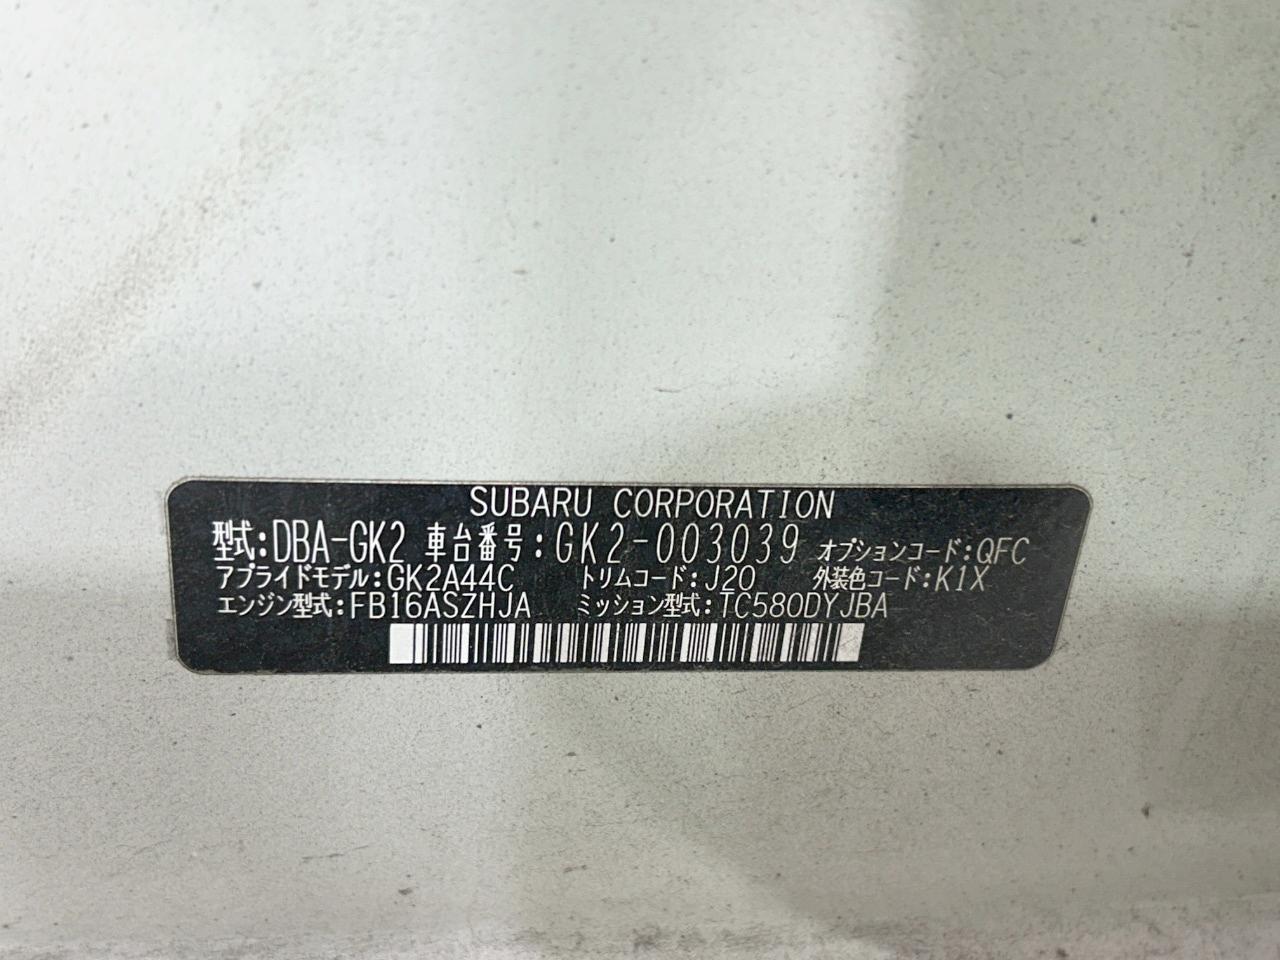 SUBARU CORPORATION
型式:DBA-GK2 車台番号:GK2-003039 オプションコード:QFC
アプライドモデル:GK2A44C トリムコード:J20 外装色コード:K1X
エンジン型式:FB16ASZHJA ミッション型式:TC580DYJBA